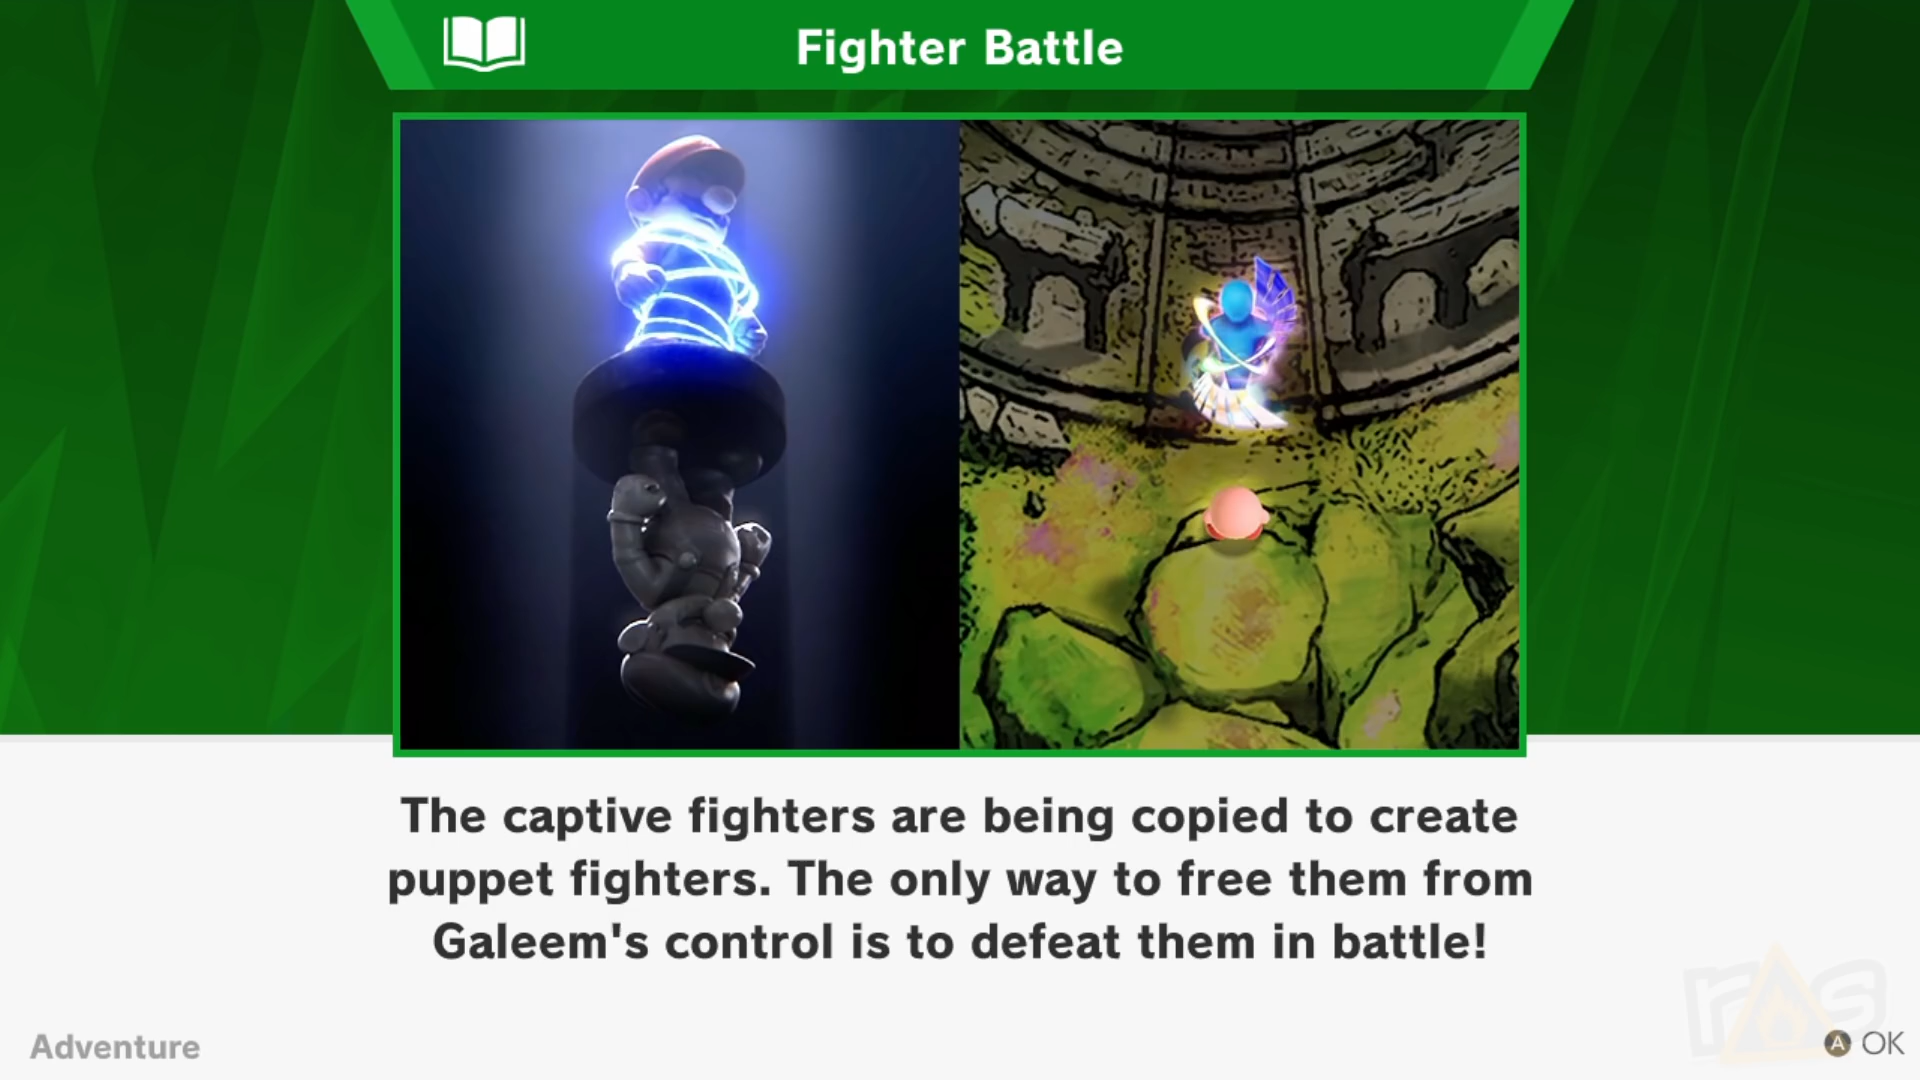 Fighter Battle
The captive fighters are being copied to create
puppet fighters. The only way to free them from
Galeem's control is to defeat them in battle!
ras
Adventure
A OK